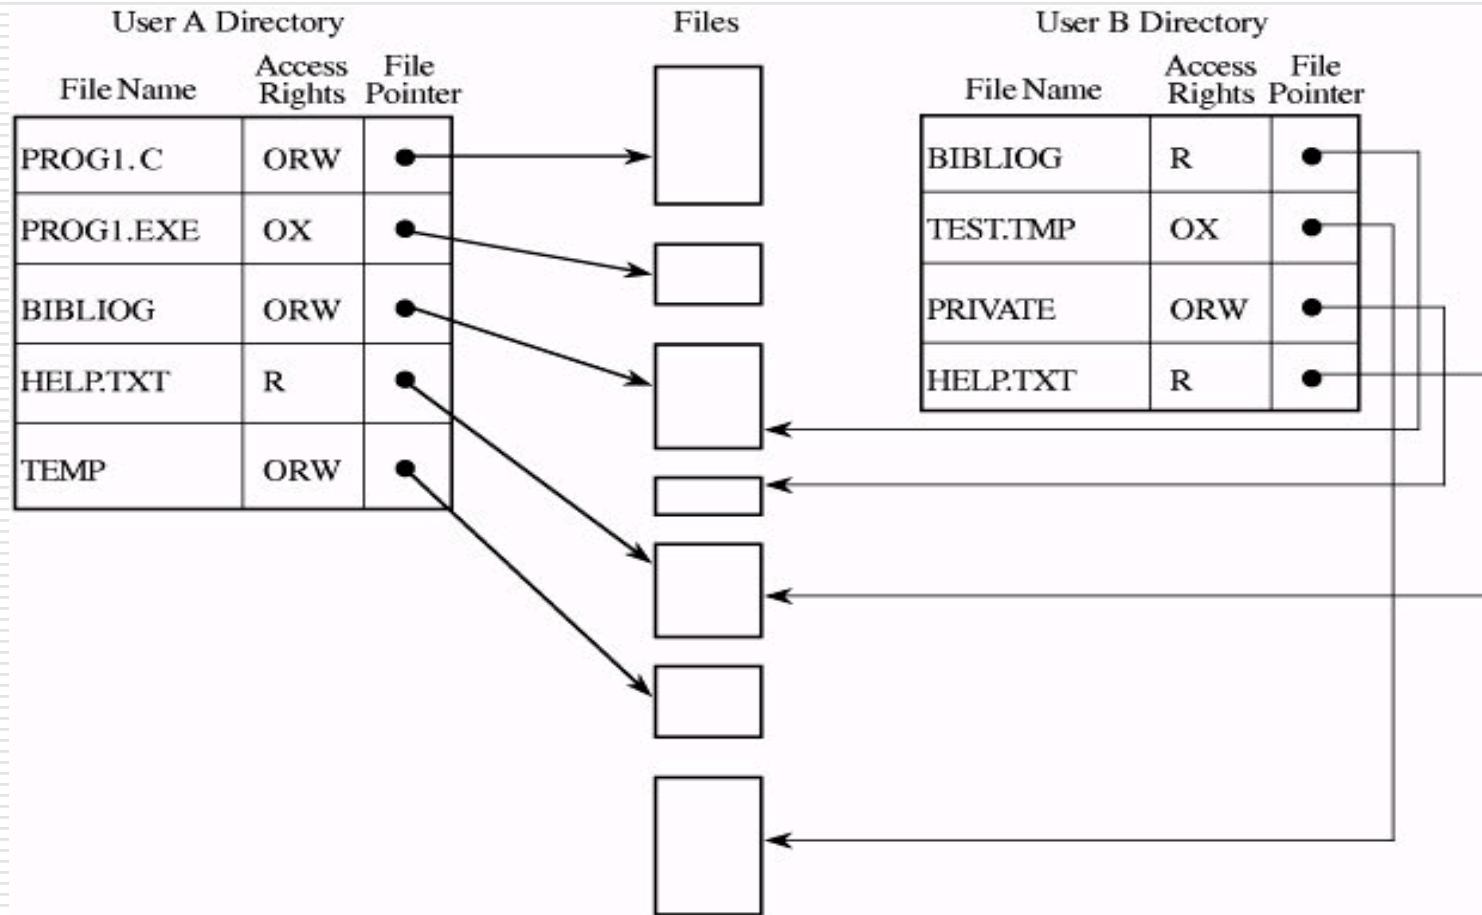 User A Directory
Files
User B Directory
File Name
Access Rights
File Pointer
PROG1.C ORW
PROG1.EXE OX
BIBLIOG ORW
HELP.TXT R
TEMP ORW
File Name
Access Rights
File Pointer
BIBLIOG R
TEST.TMP OX
PRIVATE ORW
HELP.TXT R